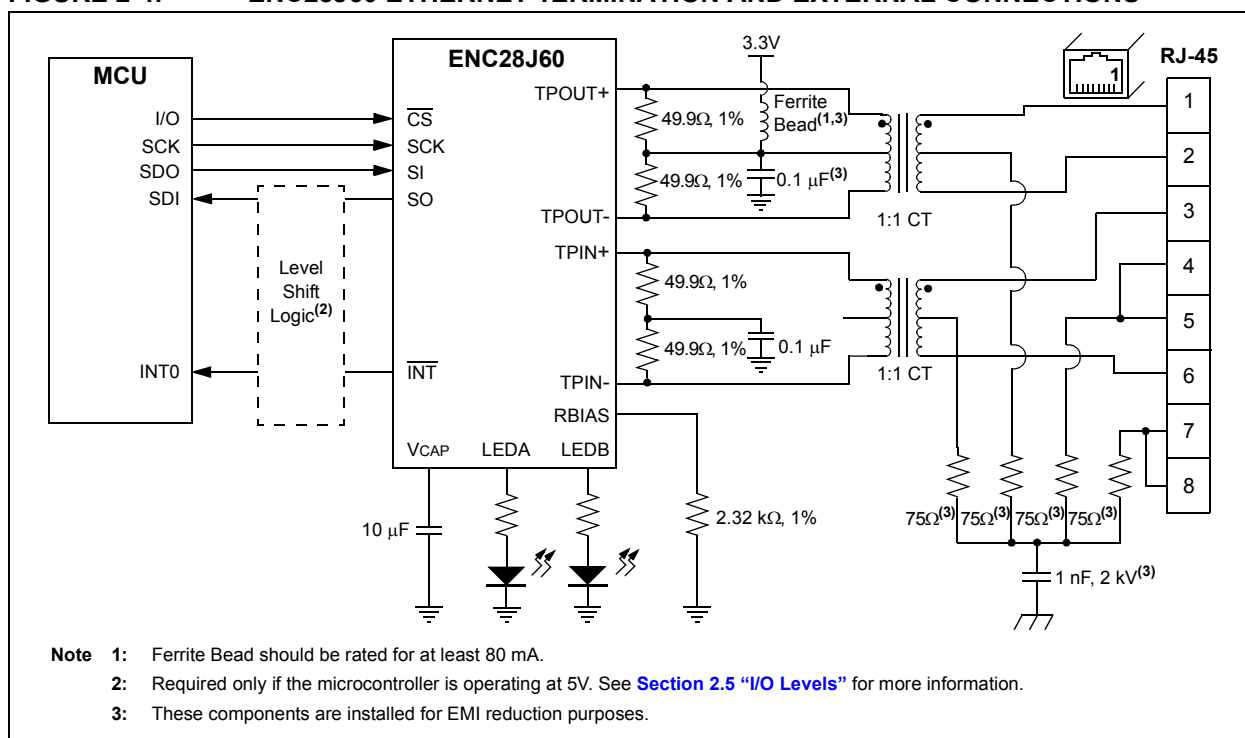 MCU
I/O
SCK
SDO
SDI
INT0
Level
Shift
Logic(2)
ENC28J60
CS
SCK
SI
SO
INT
TPOUT+
TPOUT-
TPIN+
TPIN-
RBIAS
VCAP
LEDA
LEDB
10 μF
2.32 kΩ, 1%
3.3V
Ferrite
Bead(1,3)
49.9Ω, 1%
49.9Ω, 1%
0.1 μF(3)
1:1 CT
49.9Ω, 1%
49.9Ω, 1%
0.1 μF
1:1 CT
1
RJ-45
1
2
3
4
5
6
7
8
75Ω(3) 75Ω(3) 75Ω(3) 75Ω(3)
1 nF, 2 kV(3)
Note 1: Ferrite Bead should be rated for at least 80 mA.
2: Required only if the microcontroller is operating at 5V. See Section 2.5 “I/O Levels” for more information.
3: These components are installed for EMI reduction purposes.